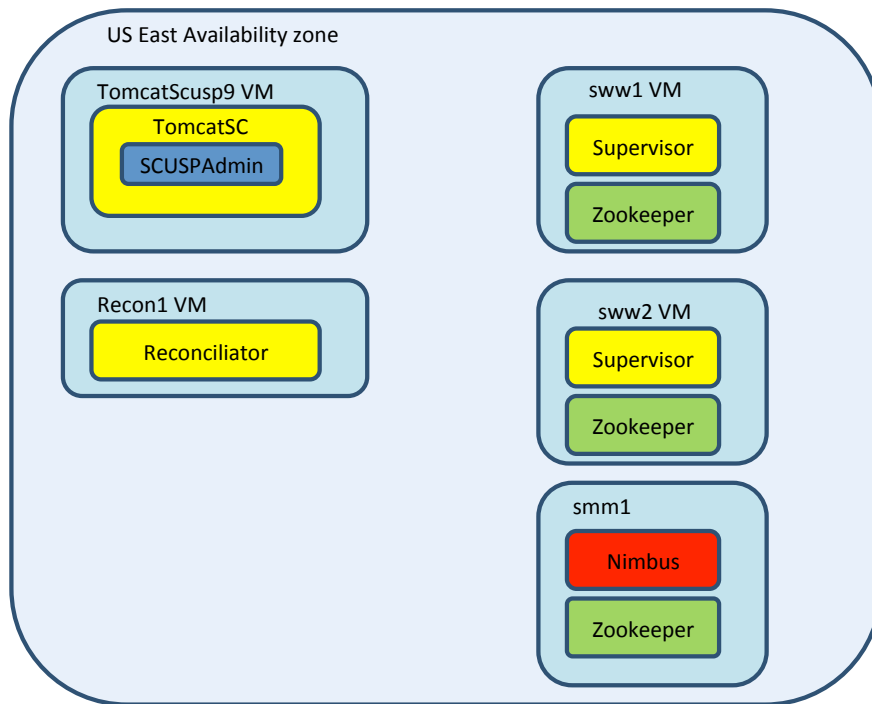 US East Availability zone
TomcatScusp9 VM
TomcatSC
SCUSPAdmin
Recon1 VM
Reconciliator
sww1 VM
Supervisor
Zookeeper
sww2 VM
Supervisor
Zookeeper
smm1
Nimbus
Zookeeper